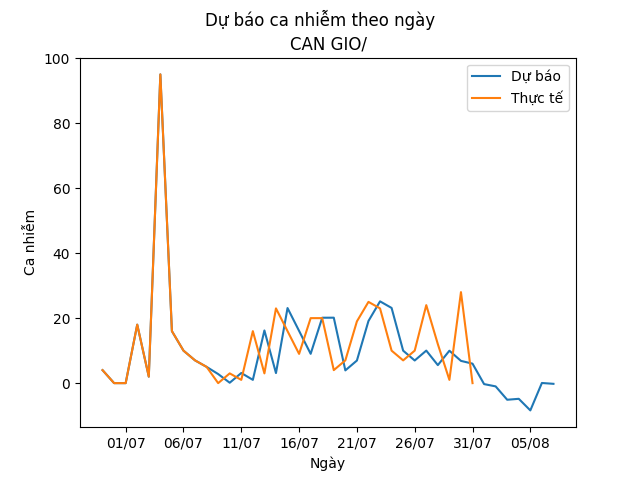 Dự báo ca nhiễm theo ngày
CAN GIO/
Dự báo
Thực tế
Ca nhiễm
100
80
60
40
20
0
01/07 06/07 11/07 16/07 21/07 26/07 31/07 05/08
Ngày